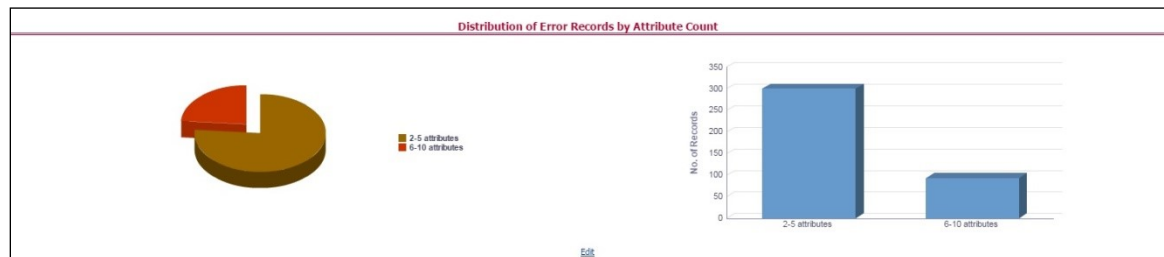 Distribution of Error Records by Attribute Count
2-5 attributes
6-10 attributes
No. of Records
350
300
250
200
150
100
50
0
2-5 attributes
6-10 attributes
Edit